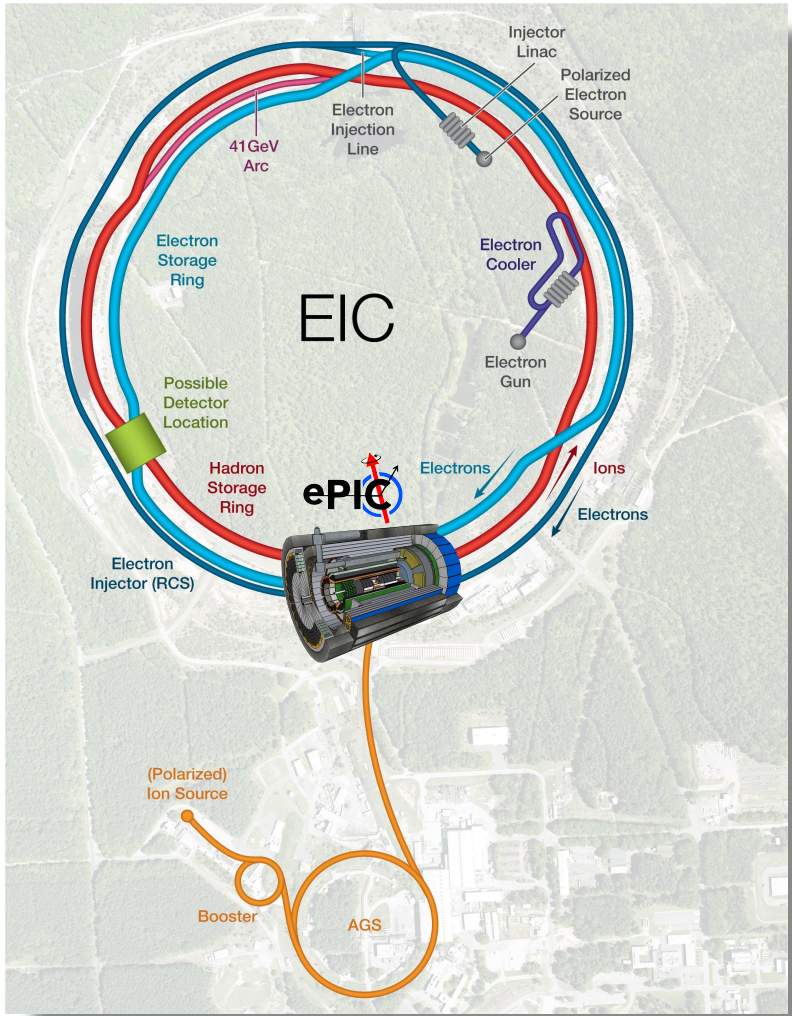 Injector
Linac
Polarized
Electron
Source
Electron
Injection
Line
41GeV
Arc
Electron
Storage
Ring
Electron
Cooler
EIC
Electron
Gun
Possible
Detector
Location
Hadron
Storage
Ring
ePIC
Electrons
Ions
Electrons
Electron
Injector (RCS)
(Polarized)
Ion Source
Booster
AGS